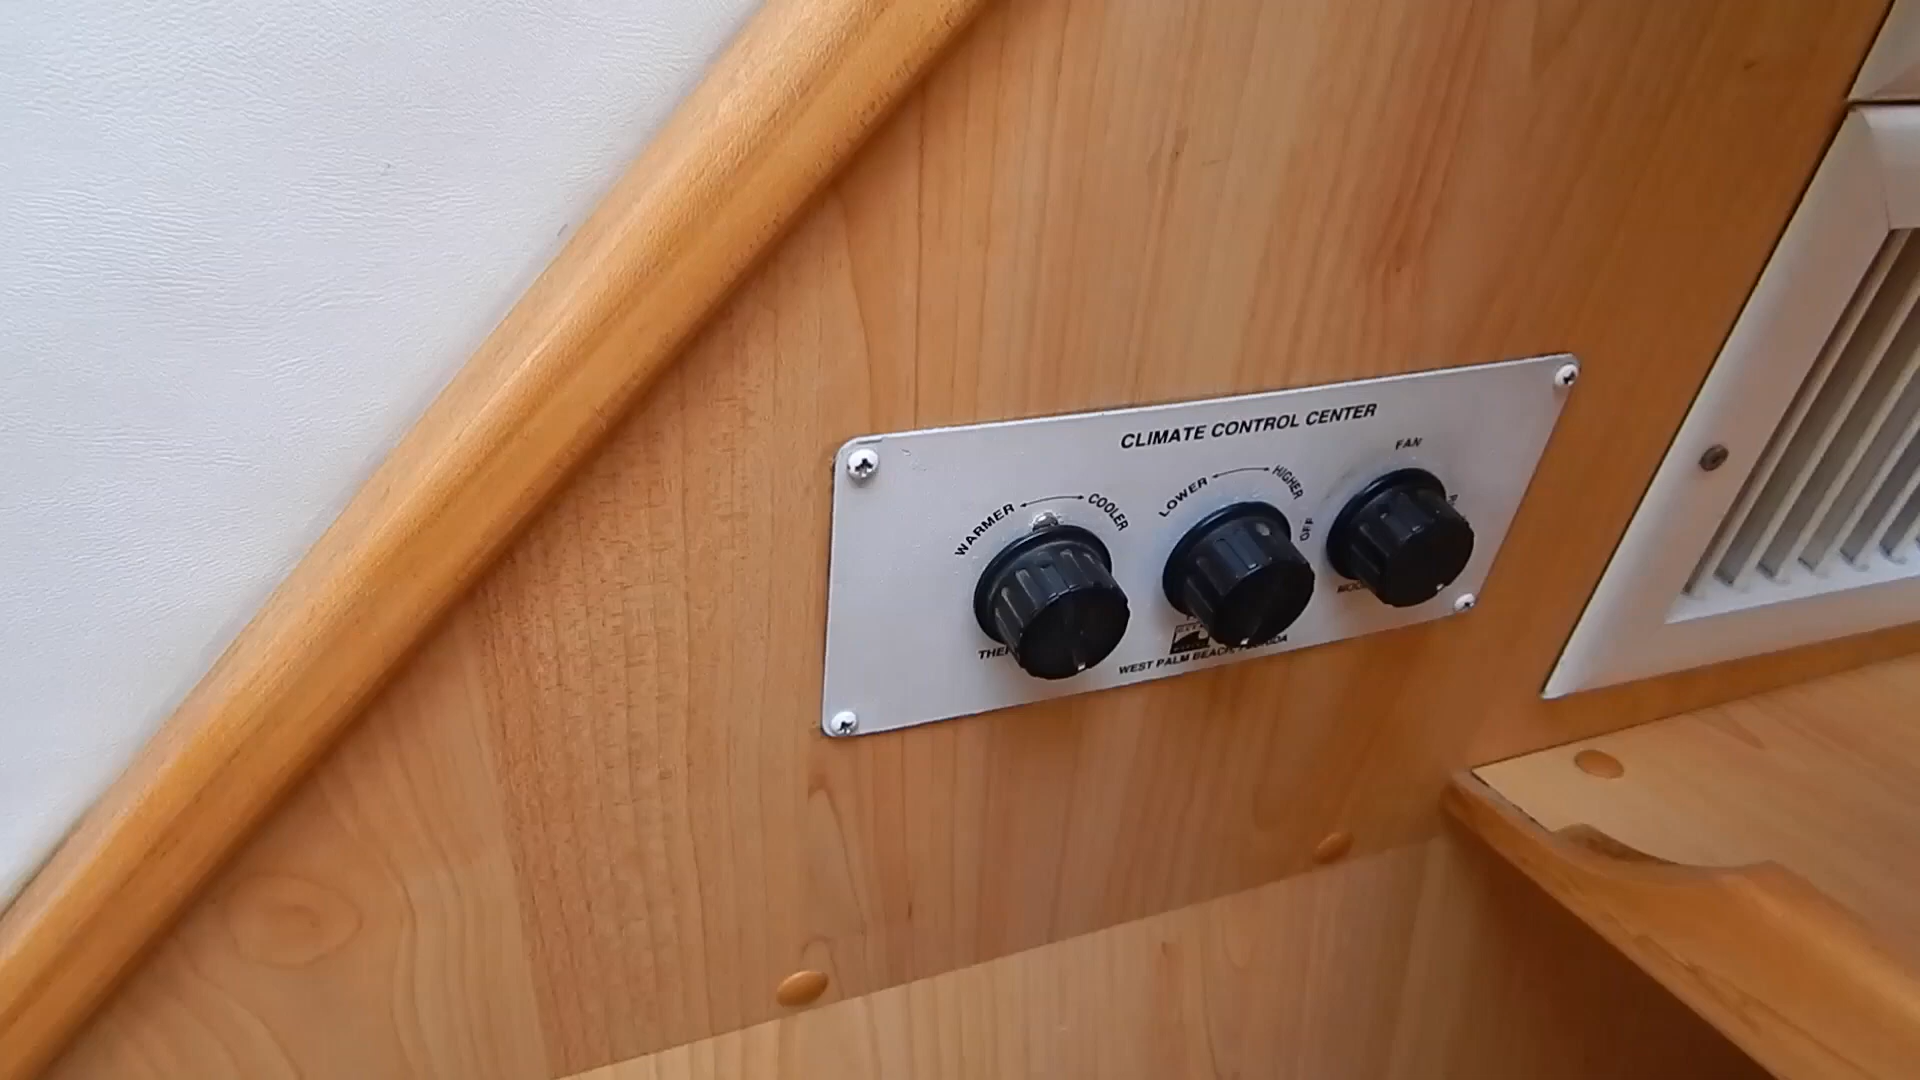 CLIMATE CONTROL CENTER
WARMER COOLER
LOWER HIGHER
OFF
FAN
WEST PALM BEACH,